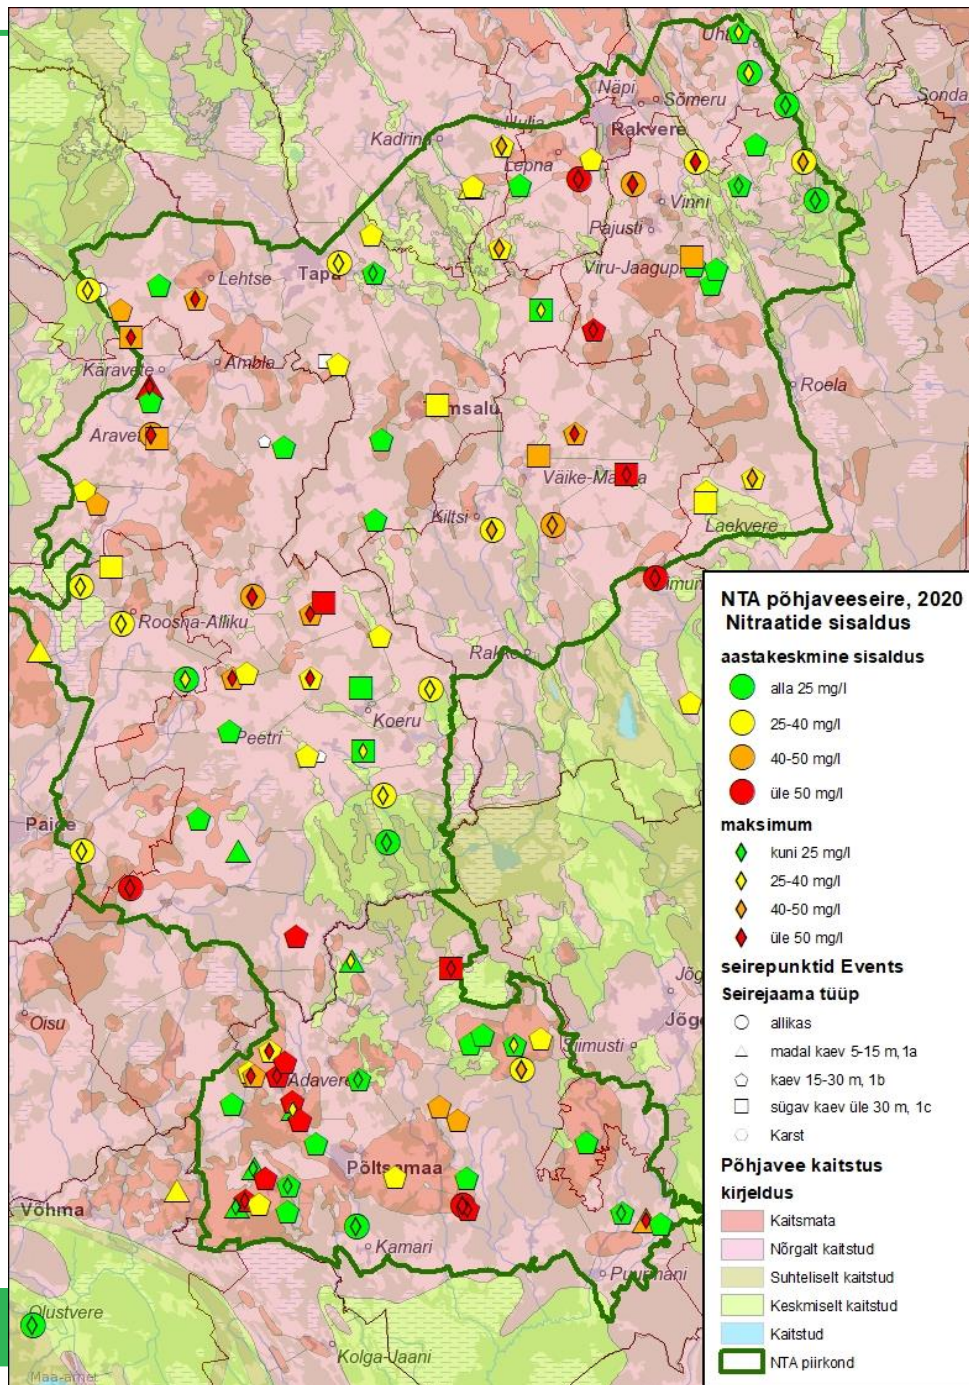 Kadrina
Hulja
Näpi
Sõmeru
Sonda
Rakvere
Lepna
Vinni
Pajusti
Viru-Jaagupi
Lehtse
Tapa
Käravete
Ambla
Roela
Aravete
Väike-Maarja
Kiltsi
Laekvere
Roosna-Alliku
Rakke
Koeru
Peetri
Paide
Oisu
Siimusti
Adavere
Põltsamaa
Võhma
Kamari
Puurmani
Olustvere
Kolga-Jaani
Maa-amet
NTA põhjaveeseire, 2020
Nitraatide sisaldus
aastakeskmine sisaldus
alla 25 mg/l
25-40 mg/l
40-50 mg/l
üle 50 mg/l
maksimum
kuni 25 mg/l
25-40 mg/l
40-50 mg/l
üle 50 mg/l
seirepunktid Events
Seirejaama tüüp
allikas
madal kaev 5-15 m,1a
kaev 15-30 m, 1b
sügav kaev üle 30 m, 1c
Karst
Põhjavee kaitstus
kirjeldus
Kaitsmata
Nõrgalt kaitstud
Suhteliselt kaitstud
Keskmiselt kaitstud
Kaitstud
NTA piirkond